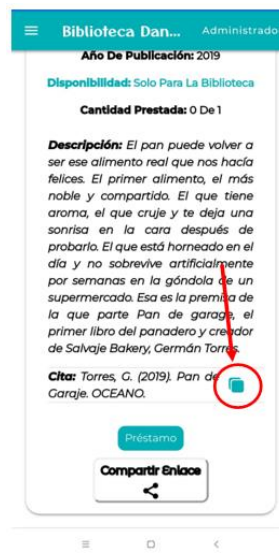 Biblioteca Dan... Administrado
Año De Publicación: 2019
Disponibilidad: Solo Para La Biblioteca
Cantidad Prestada: 0 De 1
Descripción: El pan puede volver a
ser ese alimento real que nos hacía
felices. El primer alimento, el más
noble y compartido. El que tiene
aroma, el que cruje y te deja una
sonrisa en la cara después de
probarlo. El que está horneado en el
día y no sobrevive artificialmente
por semanas en la góndola de un
supermercado. Esa es la premisa de
la que parte Pan de garage, el
primer libro del panadero y creador
de Salvaje Bakery, Germán Torres.
Cita: Torres, G. (2019). Pan de
Garaje. OCEANO.
Préstamo
Compartir Enlace